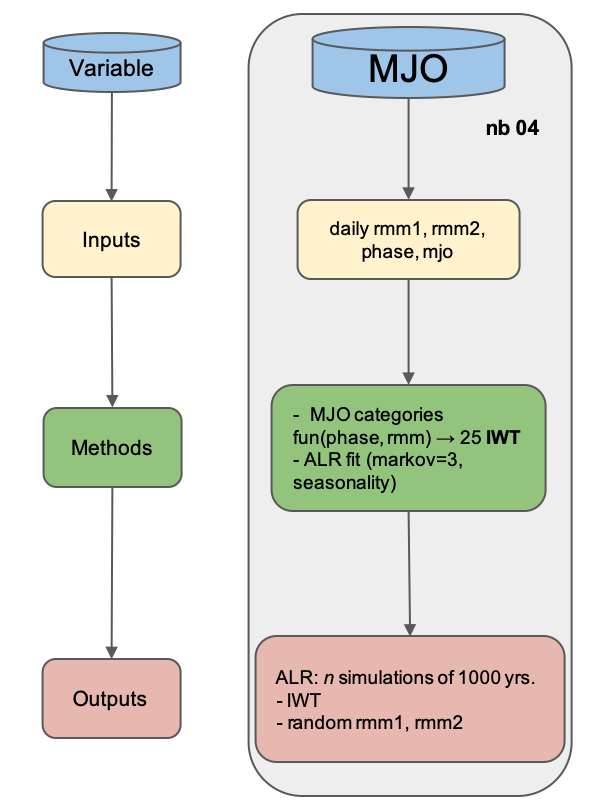 Variable
MJO
nb 04
Inputs
daily rmm1, rmm2,
phase, mjo
Methods
- MJO categories
fun(phase, rmm) → 25 IWT
- ALR fit (markov=3,
seasonality)
Outputs
ALR: n simulations of 1000 yrs.
- IWT
- random rmm1, rmm2